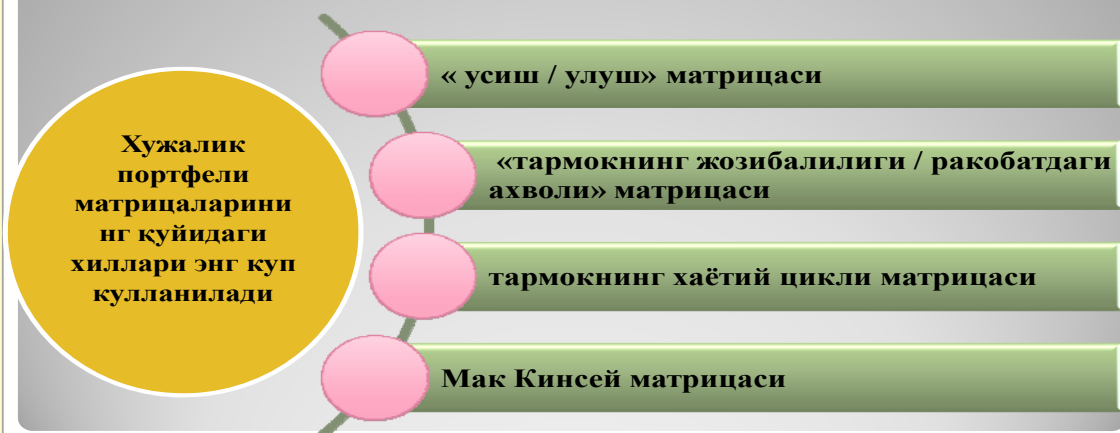 Хужалик
портфели
матрицаларини
нг қуйидаги
хиллари энг куп
кулланилади
« усиш / улуш» матрицаси
«тармокнинг жозибалилиги / ракобатдаги
ахволи» матрицаси
тармокнинг хаётий цикли матрицаси
Мак Кинсей матрицаси